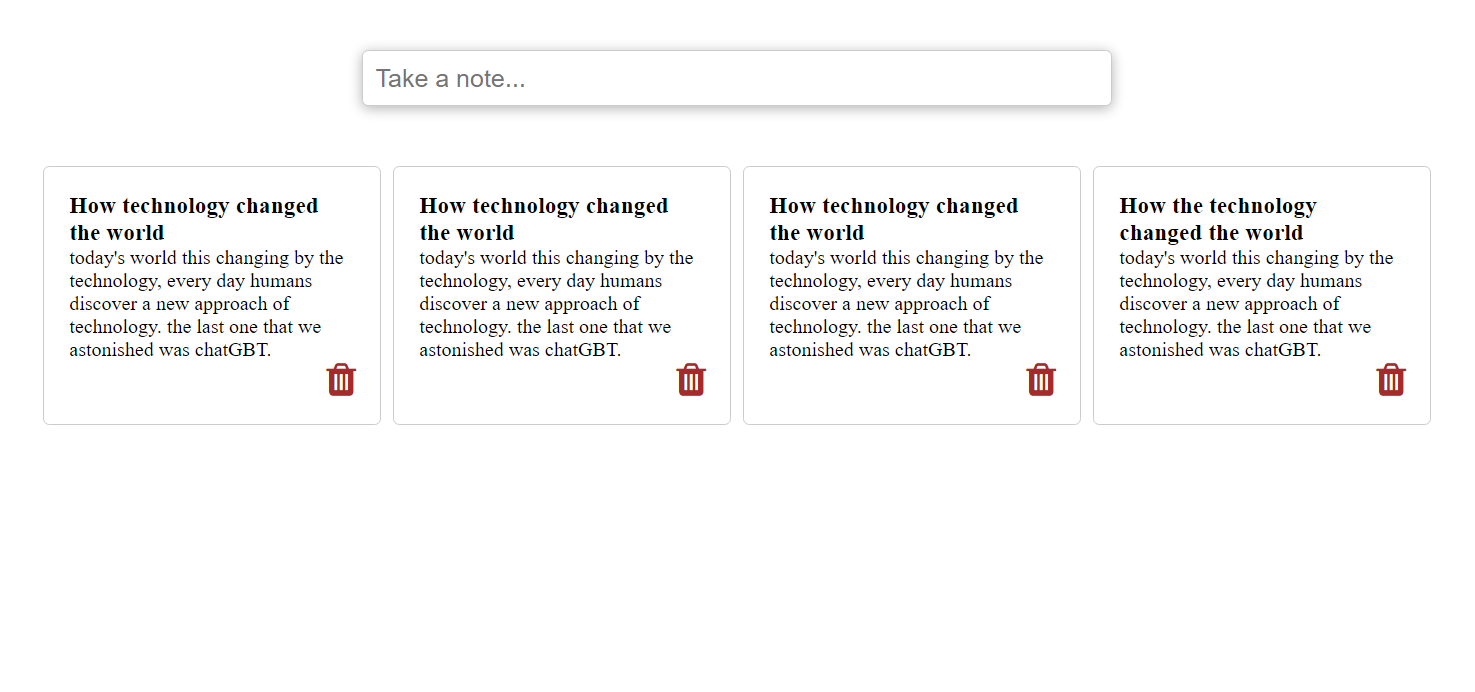 Take a note...
How technology changed
the world
today's world this changing by the
technology, every day humans
discover a new approach of
technology. the last one that we
astonished was chatGBT.
How technology changed
the world
today's world this changing by the
technology, every day humans
discover a new approach of
technology. the last one that we
astonished was chatGBT.
How technology changed
the world
today's world this changing by the
technology, every day humans
discover a new approach of
technology. the last one that we
astonished was chatGBT.
How the technology
changed the world
today's world this changing by the
technology, every day humans
discover a new approach of
technology. the last one that we
astonished was chatGBT.